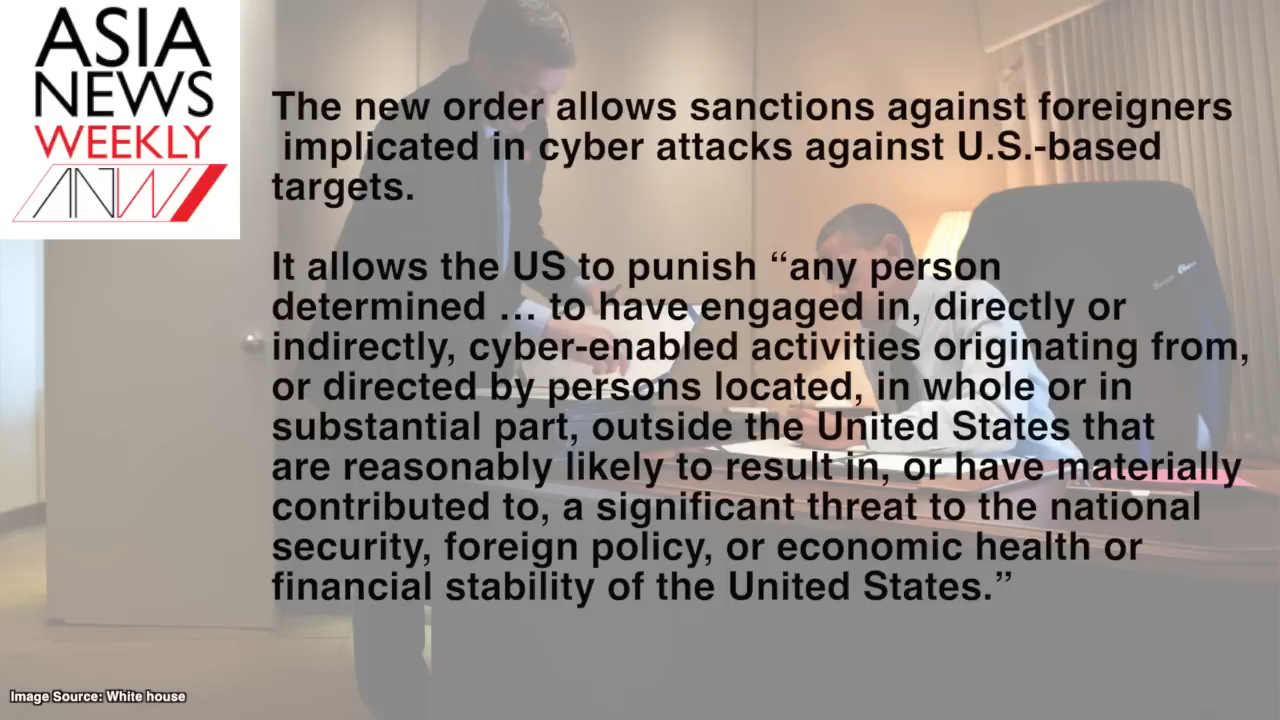 ASIA
NEWS
WEEKLY
ANW
The new order allows sanctions against foreigners
implicated in cyber attacks against U.S.-based
targets.
It allows the US to punish “any person
determined … to have engaged in, directly or
indirectly, cyber-enabled activities originating from,
or directed by persons located, in whole or in
substantial part, outside the United States that
are reasonably likely to result in, or have materially
contributed to, a significant threat to the national
security, foreign policy, or economic health or
financial stability of the United States.”
Image Source: White house